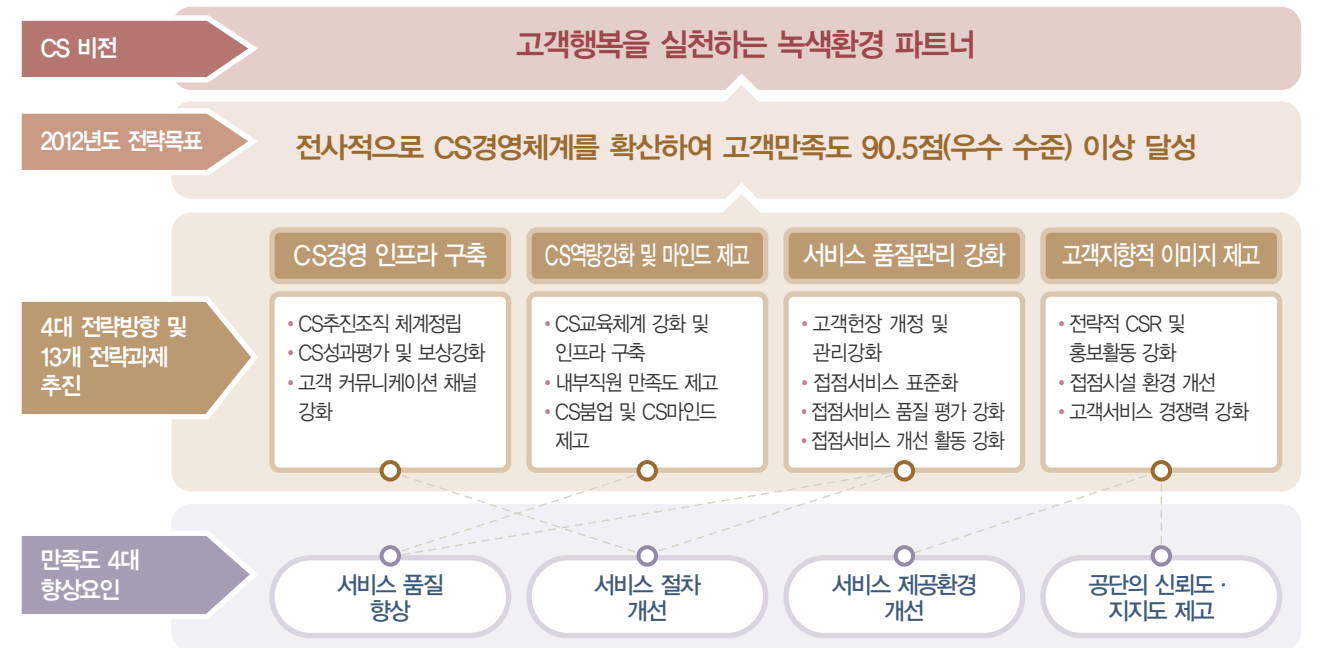 CS 비전
고객행복을 실천하는 녹색환경 파트너
2012년도 전략목표
전사적으로 CS경영체계를 확산하여 고객만족도 90.5점(우수 수준) 이상 달성
4대 전략방향 및
13개 전략과제
추진
CS경영 인프라 구축
• CS추진조직 체계정립
• CS성과평가 및 보상강화
• 고객 커뮤니케이션 채널
강화
CS역량강화 및 마인드 제고
• CS교육체계 강화 및
인프라 구축
• 내부직원 만족도 제고
• CS붐업 및 CS마인드
제고
서비스 품질관리 강화
• 고객헌장 개정 및
관리강화
• 접점서비스 표준화
• 접점서비스 품질 평가 강화
• 접점서비스 개선 활동 강화
고객지향적 이미지 제고
• 전략적 CSR 및
홍보활동 강화
• 접점시설 환경 개선
• 고객서비스 경쟁력 강화
만족도 4대
향상요인
서비스 품질
향상
서비스 절차
개선
서비스 제공환경
개선
공단의 신뢰도 ·
지지도 제고